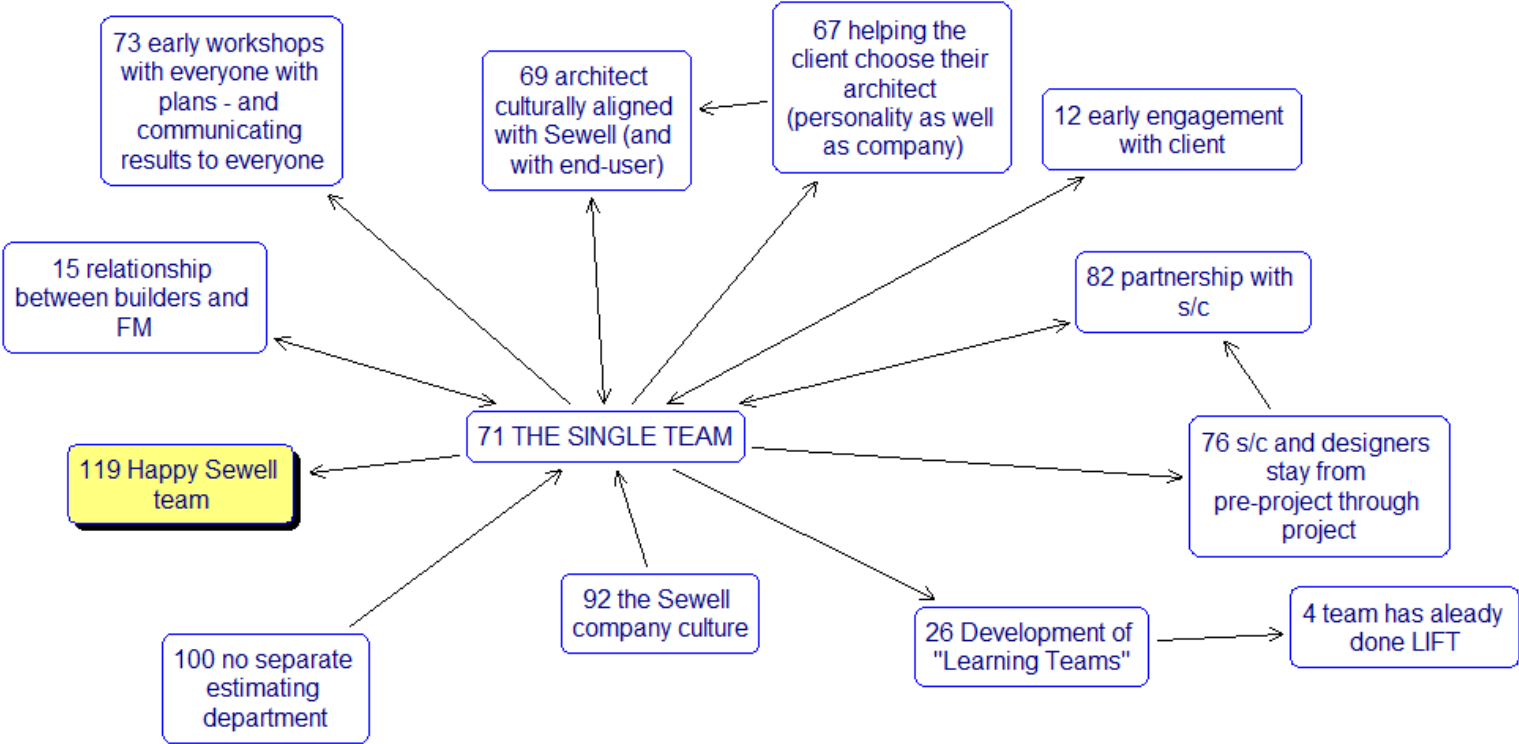 73 early workshops
with everyone with
plans - and
communicating
results to everyone
69 architect
culturally aligned
with Sewell (and
with end-user)
67 helping the
client choose their
architect
(personality as well
as company)
12 early engagement
with client
15 relationship
between builders and
FM
82 partnership with
s/c
71 THE SINGLE TEAM
119 Happy Sewell
team
76 s/c and designers
stay from
pre-project through
project
92 the Sewell
company culture
26 Development of
"Learning Teams"
4 team has aleady
done LIFT
100 no separate
estimating
department